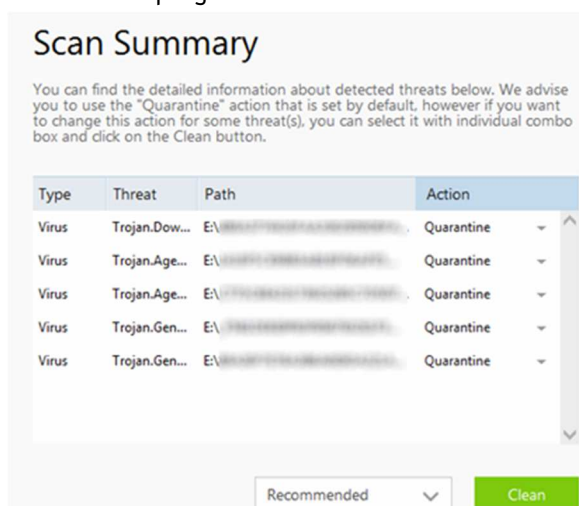 Scan Summary
You can find the detailed information about detected threats below. We advise
you to use the "Quarantine" action that is set by default, however if you want
to change this action for some threat(s), you can select it with individual combo
box and click on the Clean button.
Type Threat Path Action
Virus Trojan.Dow... E:\ Quarantine
Virus Trojan.Age... E:\ Quarantine
Virus Trojan.Age... E:\ Quarantine
Virus Trojan.Gen... E:\ Quarantine
Virus Trojan.Gen... E:\ Quarantine
Recommended Clean